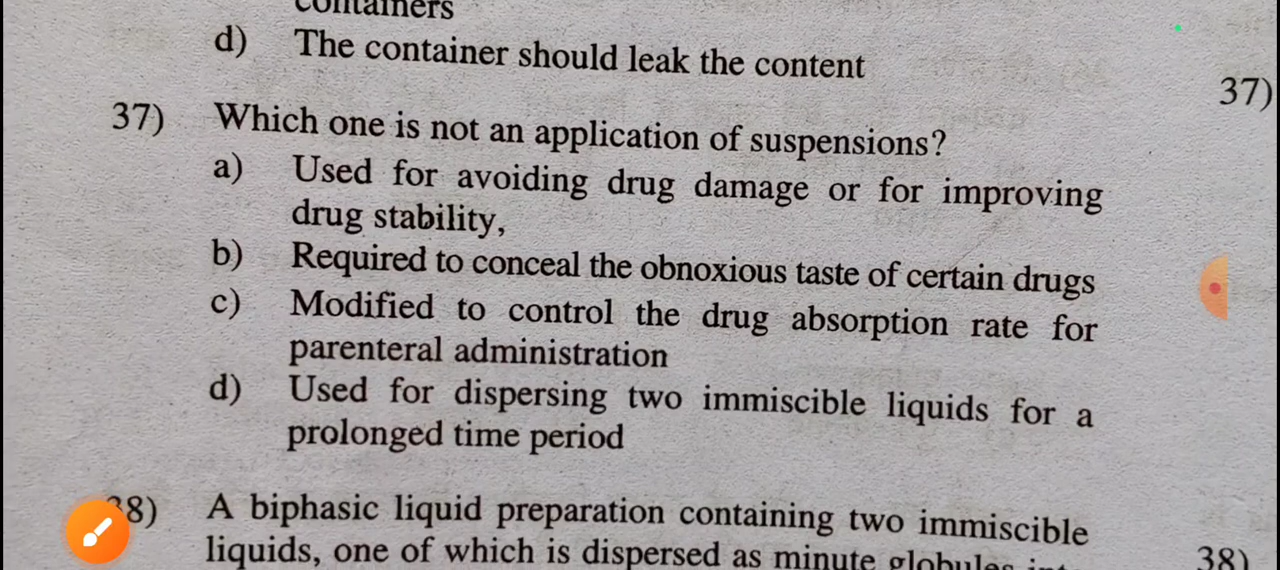 containers
d) The container should leak the content
37)
37) Which one is not an application of suspensions?
a) Used for avoiding drug damage or for improving
drug stability,
b) Required to conceal the obnoxious taste of certain drugs
c) Modified to control the drug absorption rate for
parenteral administration
d) Used for dispersing two immiscible liquids for a
prolonged time period
38) A biphasic liquid preparation containing two immiscible
liquids, one of which is dispersed as minute globules
38)